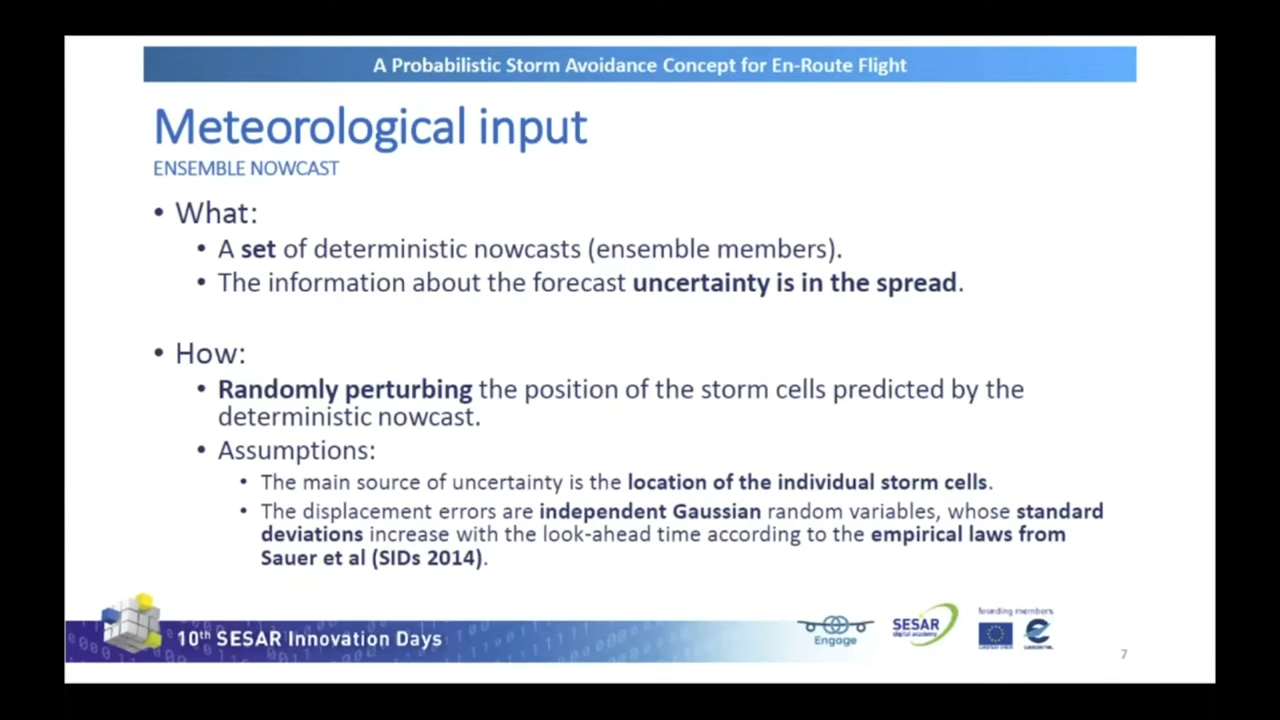 A Probabilistic Storm Avoidance Concept for En-Route Flight
Meteorological input
ENSEMBLE NOWCAST
• What:
• A set of deterministic nowcasts (ensemble members).
• The information about the forecast uncertainty is in the spread.
• How:
• Randomly perturbing the position of the storm cells predicted by the
deterministic nowcast.
• Assumptions:
• The main source of uncertainty is the location of the individual storm cells.
• The displacement errors are independent Gaussian random variables, whose standard
deviations increase with the look-ahead time according to the empirical laws from
Sauer et al (SIDs 2014).
10th SESAR Innovation Days
Engage
SESAR
digital academy
founding members
EUROPEAN UNION
EUROCONTROL
7